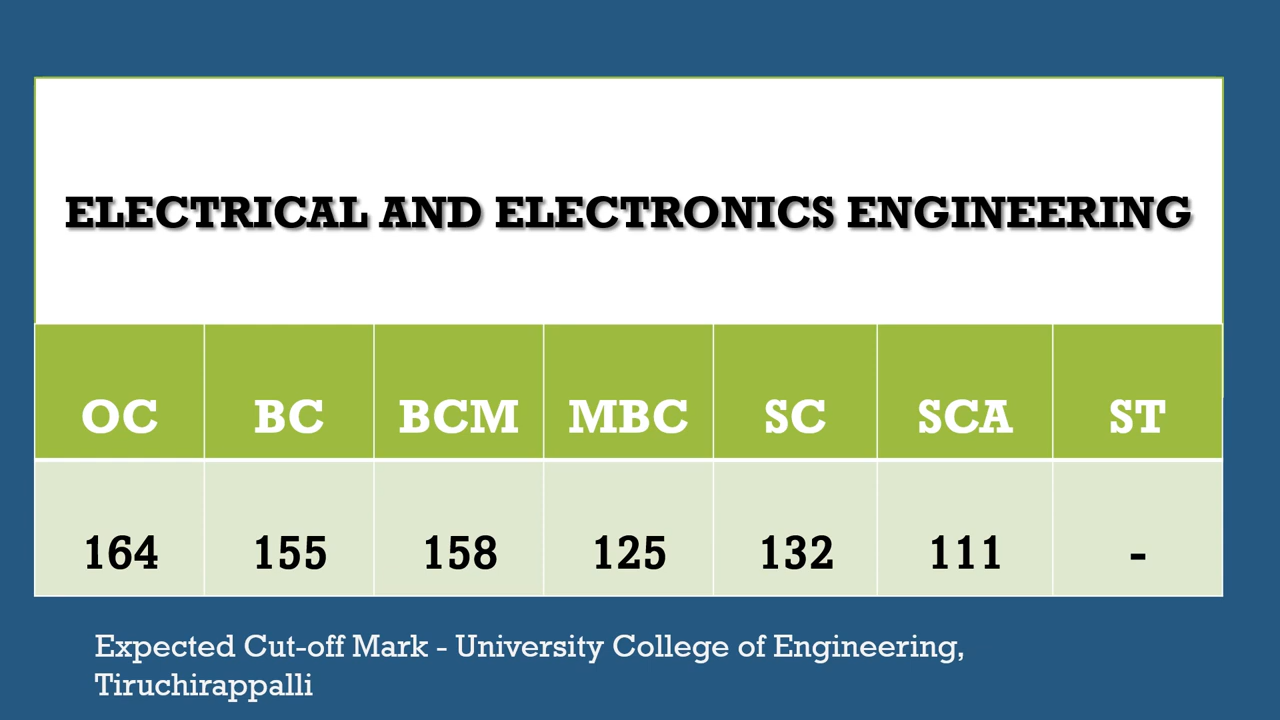 ELECTRICAL AND ELECTRONICS ENGINEERING
OC BC BCM MBC SC SCA ST
164 155 158 125 132 111 -
Expected Cut-off Mark - University College of Engineering,
Tiruchirappalli